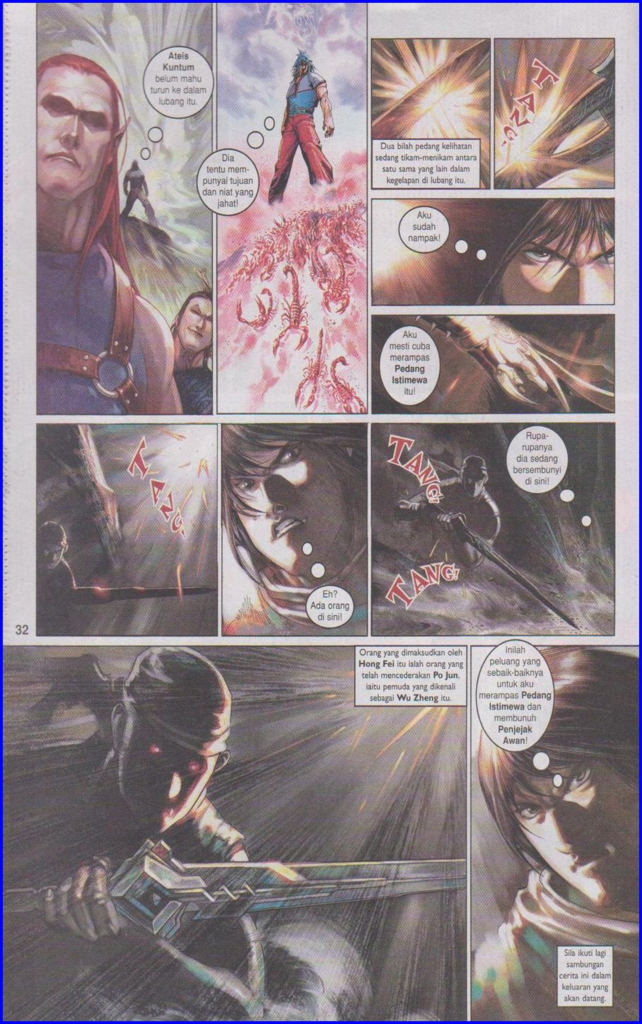 Ateis
Kuntum
belum mahu
turun ke dalam
lubang itu.
Dia
tentu mem-
punyai tujuan
dan niat yang
jahat!
Dua bilah pedang kelihatan
sedang tikam-menikam antara
satu sama yang lain dalam
kegelapan di lubang itu.
TANG!
Aku
sudah
nampak!
Aku
mesti cuba
merampas
Pedang
Istimewa
itu!
TANG!
Eh?
Ada orang
di sini!
TANG!
TANG!
Rupa-
rupanya
dia sedang
bersembunyi
di sini!
32
Orang yang dimaksudkan oleh
Hong Fei itu ialah orang yang
telah mencederakan Po Jun,
iaitu pemuda yang dikenali
sebagai Wu Zheng itu.
Inilah
peluang yang
sebaik-baiknya
untuk aku
merampas Pedang
Istimewa dan
membunuh
Penjejak
Awan!
Sila ikuti lagi
sambungan
cerita ini dalam
keluaran yang
akan datang.